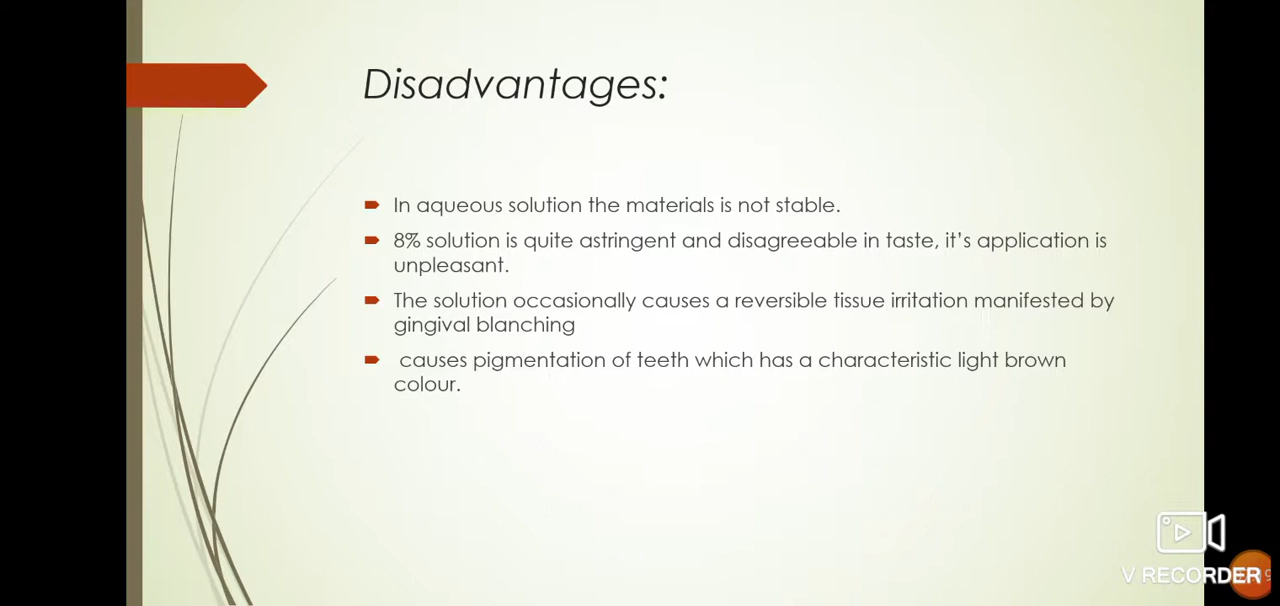 Disadvantages:
In aqueous solution the materials is not stable.
8% solution is quite astringent and disagreeable in taste, it's application is
unpleasant.
The solution occasionally causes a reversible tissue irritation manifested by
gingival blanching
causes pigmentation of teeth which has a characteristic light brown
colour.
V RECORDER